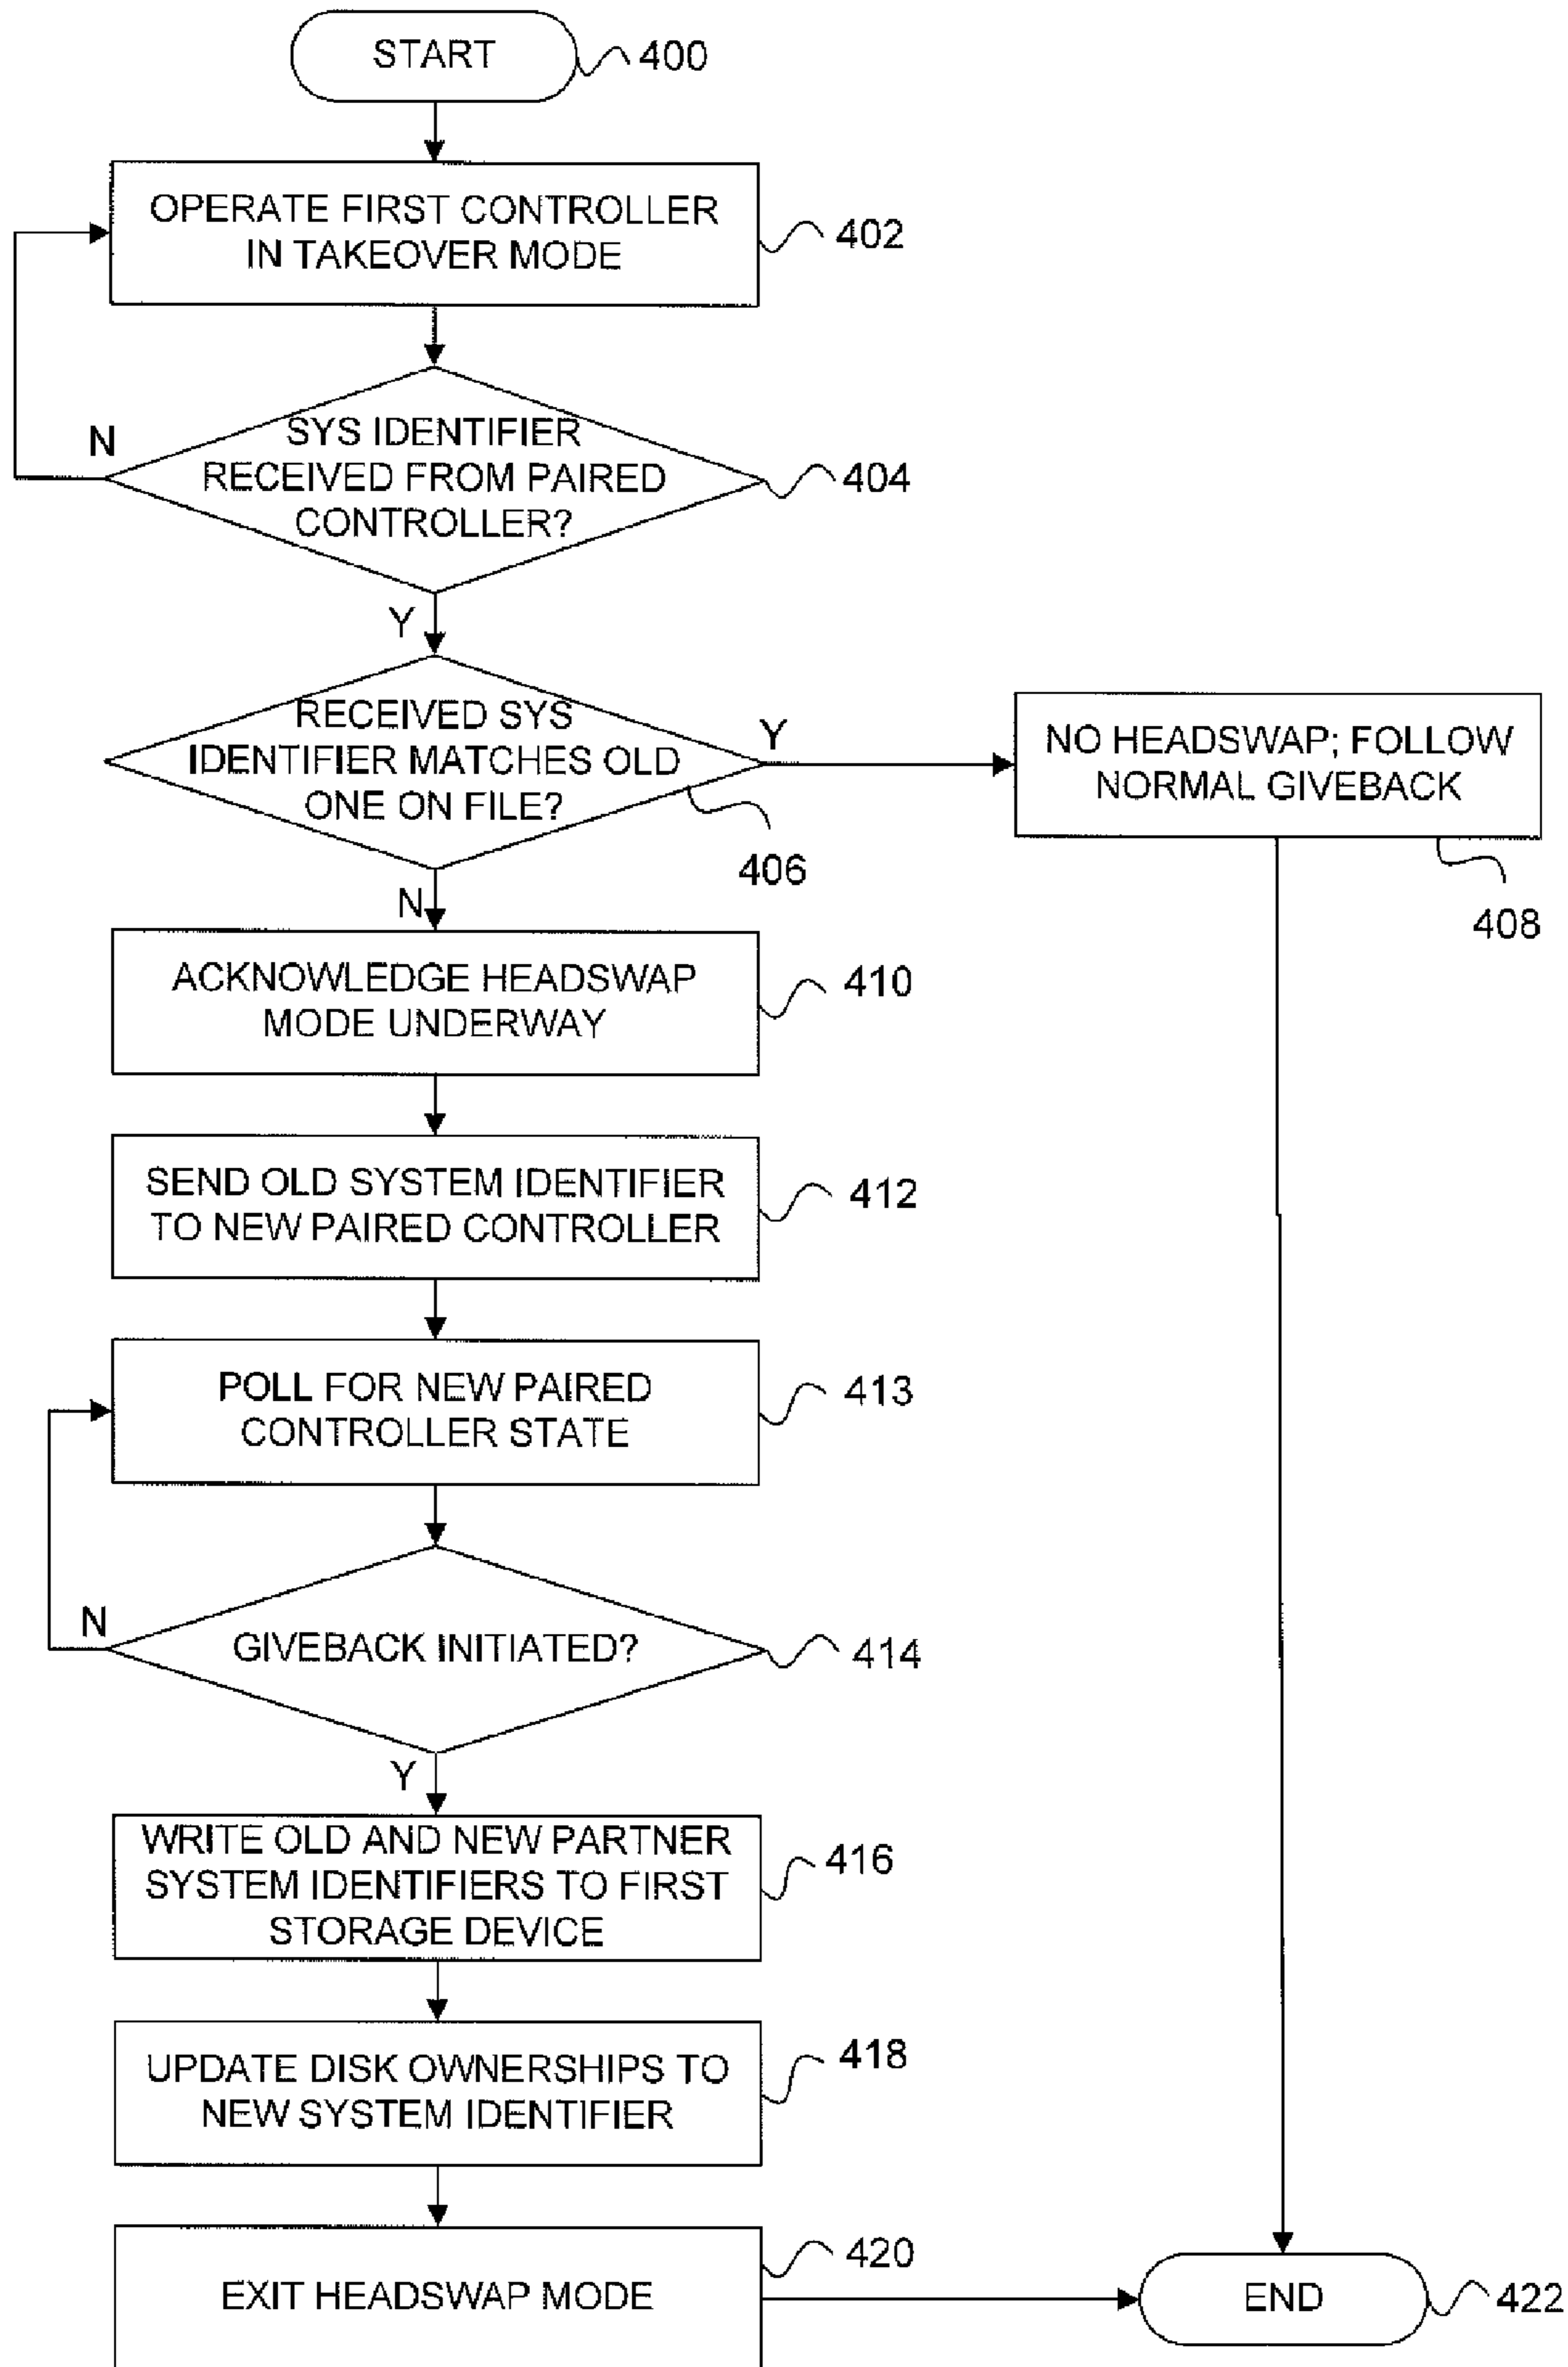 START
400
OPERATE FIRST CONTROLLER
IN TAKEOVER MODE
402
N
SYS IDENTIFIER
RECEIVED FROM PAIRED
CONTROLLER?
404
Y
RECEIVED SYS
IDENTIFIER MATCHES OLD
ONE ON FILE?
406
Y
NO HEADSWAP; FOLLOW
NORMAL GIVEBACK
408
N
ACKNOWLEDGE HEADSWAP
MODE UNDERWAY
410
SEND OLD SYSTEM IDENTIFIER
TO NEW PAIRED CONTROLLER
412
POLL FOR NEW PAIRED
CONTROLLER STATE
413
N
GIVEBACK INITIATED?
414
Y
WRITE OLD AND NEW PARTNER
SYSTEM IDENTIFIERS TO FIRST
STORAGE DEVICE
416
UPDATE DISK OWNERSHIPS TO
NEW SYSTEM IDENTIFIER
418
EXIT HEADSWAP MODE
420
END
422